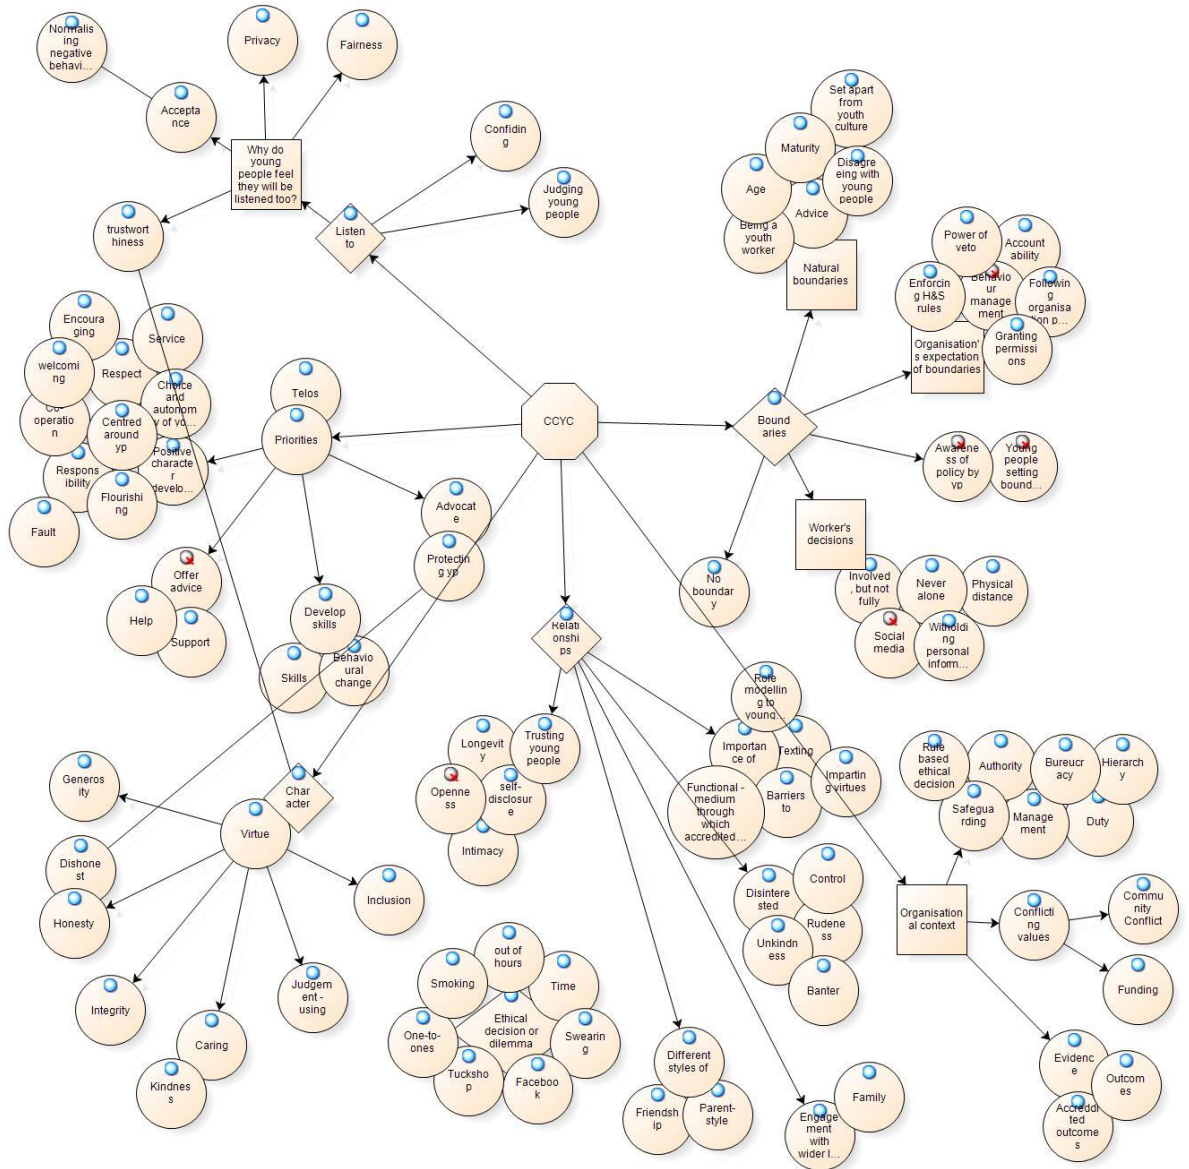 Normalis
ing
negative
behavi...
Privacy
Fairness
Accepta
nce
Why do
young
people feel
they will be
listened too?
Confidin
g
Judging
young
people
trustwort
hiness
Listen
to
Set apart
from
youth
culture
Maturity
Disagre
eing with
young
people
Age
Advice
Being a
youth
worker
Natural
boundaries
Power of
veto
Account
ability
Enforcin
g H&S
rules
Behavio
ur
manage
ment
Followin
g
organisa
tion p...
Granting
permissi
ons
Organisation'
s expectation
of boundaries
Encoura
ging
Service
welcomi
ng
Respect
Choice
and
autonom
y of yo...
Co-
operatio
n
Centred
around
yp
Positive
characte
r
develo...
Respons
ibility
Flourishi
ng
Fault
Telos
Priorities
CCYC
Bound
aries
Awarene
ss of
policy by
yp
Young
people
setting
bound...
Advocat
e
Protectin
g yp
Worker's
decisions
Offer
advice
Help
Support
Develop
skills
Skills
Behavio
ural
change
No
boundar
y
Involved
, but not
fully
Never
alone
Physical
distance
Social
media
Witholdi
ng
personal
inform...
Relati
onshi
ps
Role
modellin
g to
young...
Importan
ce of
Texting
Impartin
g virtues
Functional -
medium
through
which
accredited...
Barriers
to
Longevit
y
Trusting
young
people
Openne
ss
self-
disclosur
e
Intimacy
Rule
based
ethical
decision
Authority
Bureucr
acy
Hierarch
y
Safegua
rding
Manage
ment
Duty
Generos
ity
Char
acter
Virtue
Dishone
st
Honesty
Inclusion
Integrity
Judgem
ent -
using
Caring
Kindnes
s
Disintere
sted
Control
Rudene
ss
Unkindn
ess
Banter
Organisation
al context
Conflicti
ng
values
Commu
nity
Conflict
Funding
out of
hours
Smoking
Time
One-to-
ones
Ethical
decision or
dilemma
Swearin
g
Tucksho
p
Faceboo
k
Different
styles of
Friendsh
ip
Parent-
style
Family
Engage
ment
with
wider l...
Evidenc
e
Outcom
es
Accreddi
ted
outcome
s